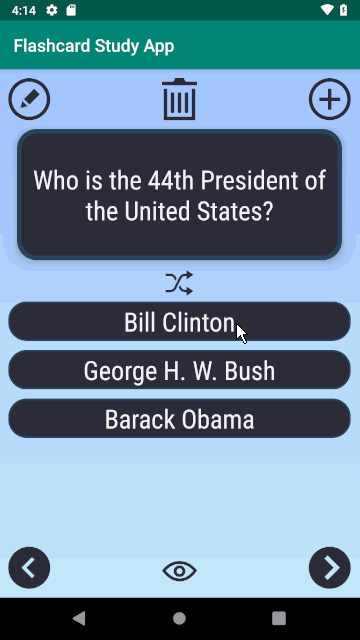 4:14
Flashcard Study App
Who is the 44th President of
the United States?
Bill Clinton
George H. W. Bush
Barack Obama